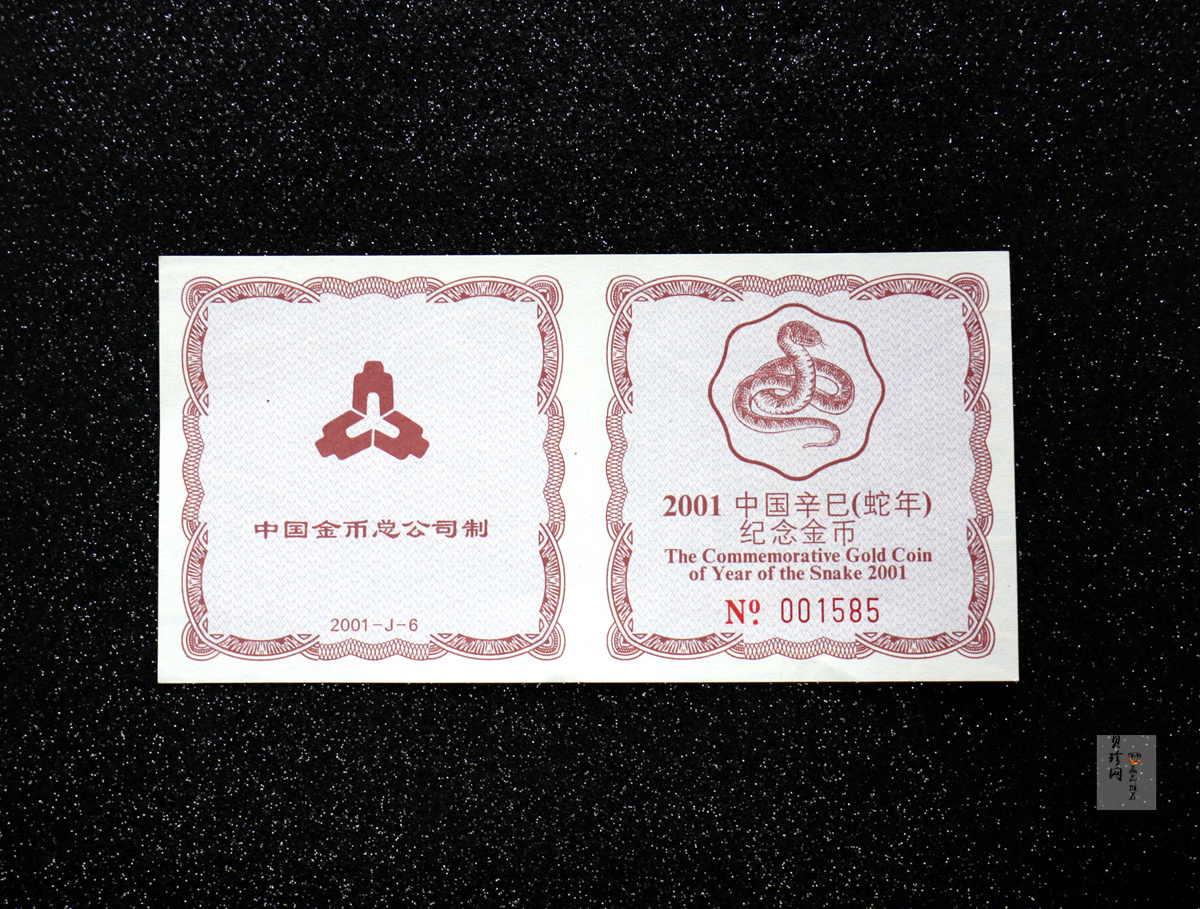 中国金币总公司制
2001-J-6
2001 中国辛巳(蛇年)
纪念金币
The Commemorative Gold Coin
of Year of the Snake 2001
Nº 001585